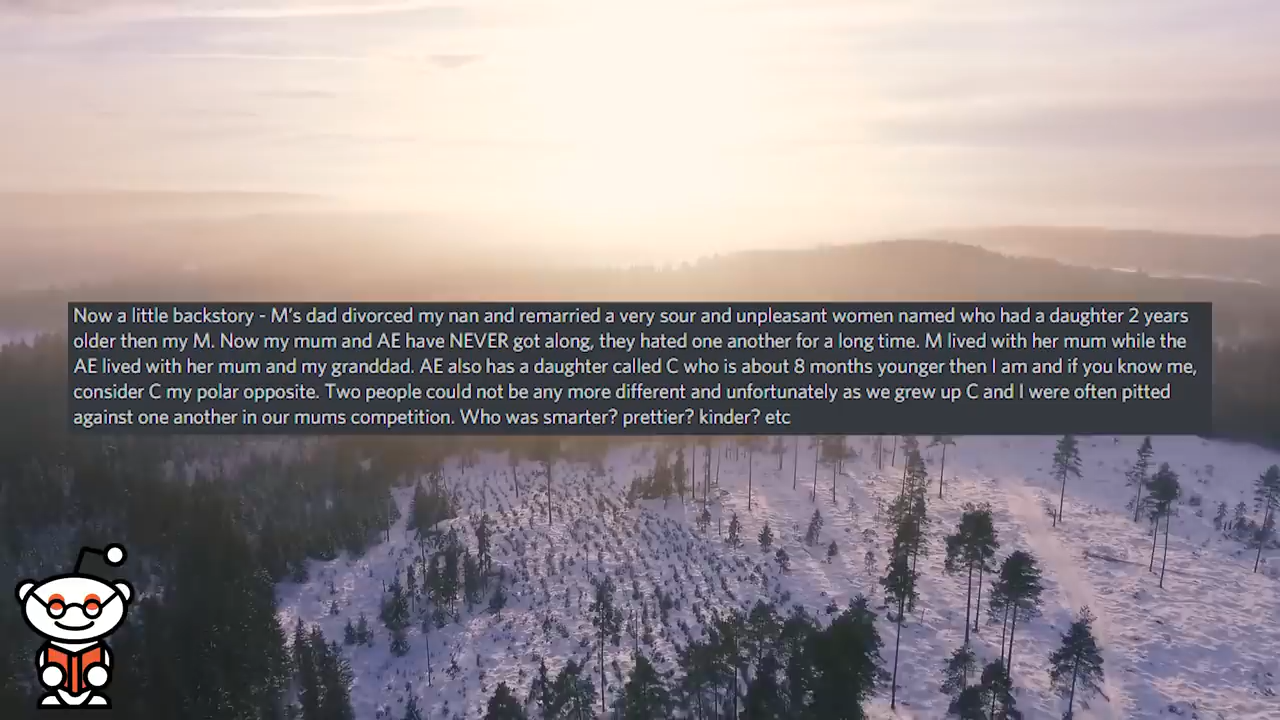 Now a little backstory - M's dad divorced my nan and remarried a very sour and unpleasant women named who had a daughter 2 years
older then my M. Now my mum and AE have NEVER got along, they hated one another for a long time. M lived with her mum while the
AE lived with her mum and my granddad. AE also has a daughter called C who is about 8 months younger then I am and if you know me,
consider C my polar opposite. Two people could not be any more different and unfortunately as we grew up C and I were often pitted
against one another in our mums competition. Who was smarter? prettier? kinder? etc